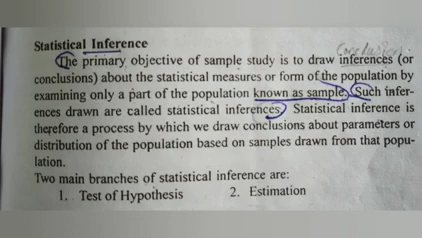 Statistical Inference
Conclusion
The primary objective of sample study is to draw inferences (or
conclusions) about the statistical measures or form of the population by
examining only a part of the population known as sample. Such infer-
ences drawn are called statistical inferences. Statistical inference is
therefore a process by which we draw conclusions about parameters or
distribution of the population based on samples drawn from that popu-
lation.
Two main branches of statistical inference are:
1. Test of Hypothesis 2. Estimation